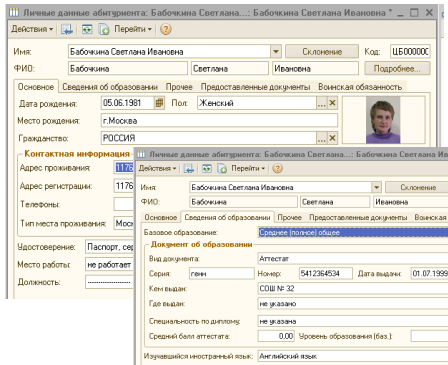 Личные данные абитуриента: Бабочкина Светлана...: Бабочкина Светлана Ивановна *
Действия Перейти
Имя: Бабочкина Светлана Ивановна Склонение Код: ЦБ00000
ФИО: Бабочкина Светлана Ивановна Подробнее...
Основное Сведения об образовании Прочее Предоставленные документы Воинская обязанность
Дата рождения: 05.06.1981 Пол: Женский ...
Место рождения: г.Москва
Гражданство: РОССИЯ ...
Контактная информация
Адрес проживания: 1176
Адрес регистрации: 1176
Телефоны:
Тип места проживания: Мос
Удостоверение: Паспорт, сер
Место работы: не работает
Должность:
Личные данные абитуриента: Бабочкина Светлана...: Бабочкина Светлана Ив
Действия Перейти
Имя: Бабочкина Светлана Ивановна Склонение
ФИО: Бабочкина Светлана Ивановна
Основное Сведения об образовании Прочее Предоставленные документы Воинская
Базовое образование: Среднее (полное) общее
Документ об образовании
Вид документа: Аттестат
Серия: генн Номер: 5412364534 Дата выдачи: 01.07.1999
Кем выдан: СОШ № 32
Где выдан: не указано
Специальность по диплому: не указана
Средний балл аттестата: 0,00 Уровень образования (баз.):
Изучавшийся иностранный язык: Английский язык